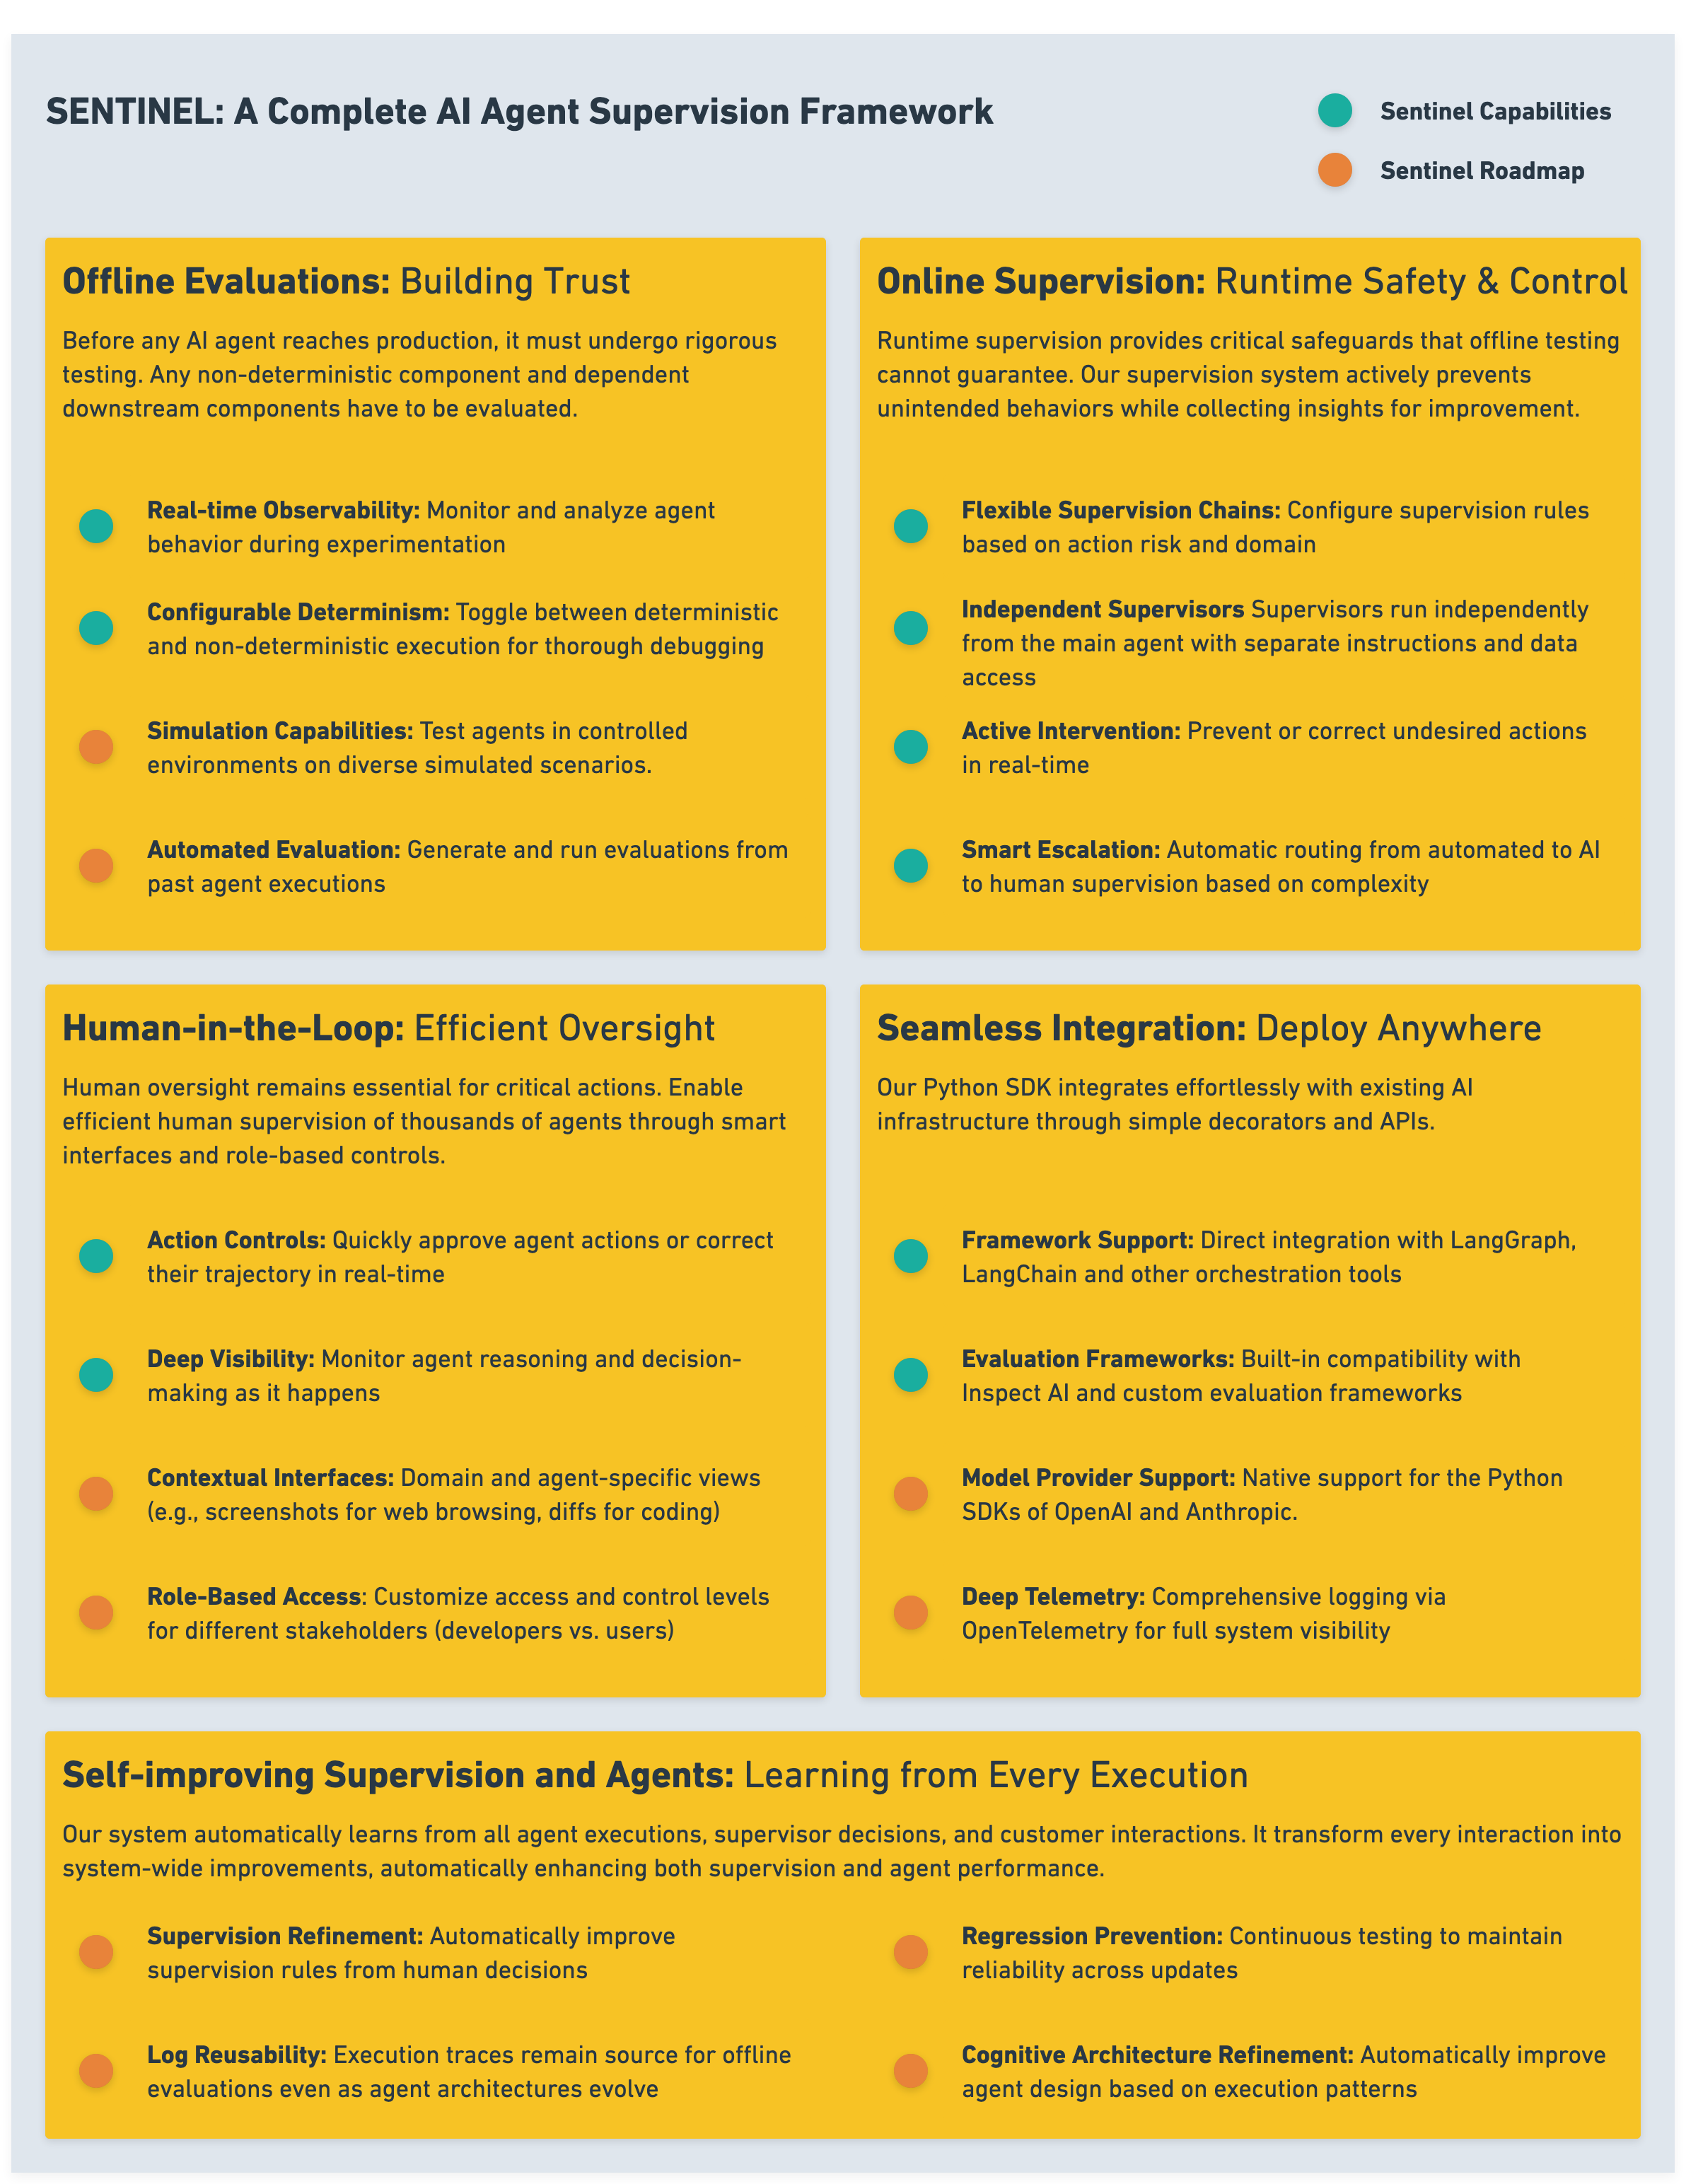 SENTINEL: A Complete AI Agent Supervision Framework
Sentinel Capabilities
Sentinel Roadmap
Offline Evaluations: Building Trust
Before any AI agent reaches production, it must undergo rigorous
testing. Any non-deterministic component and dependent
downstream components have to be evaluated.
Real-time Observability: Monitor and analyze agent
behavior during experimentation
Configurable Determinism: Toggle between deterministic
and non-deterministic execution for thorough debugging
Simulation Capabilities: Test agents in controlled
environments on diverse simulated scenarios.
Automated Evaluation: Generate and run evaluations from
past agent executions
Online Supervision: Runtime Safety & Control
Runtime supervision provides critical safeguards that offline testing
cannot guarantee. Our supervision system actively prevents
unintended behaviors while collecting insights for improvement.
Flexible Supervision Chains: Configure supervision rules
based on action risk and domain
Independent Supervisors Supervisors run independently
from the main agent with separate instructions and data
access
Active Intervention: Prevent or correct undesired actions
in real-time
Smart Escalation: Automatic routing from automated to AI
to human supervision based on complexity
Human-in-the-Loop: Efficient Oversight
Human oversight remains essential for critical actions. Enable
efficient human supervision of thousands of agents through smart
interfaces and role-based controls.
Action Controls: Quickly approve agent actions or correct
their trajectory in real-time
Deep Visibility: Monitor agent reasoning and decision-
making as it happens
Contextual Interfaces: Domain and agent-specific views
(e.g., screenshots for web browsing, diffs for coding)
Role-Based Access: Customize access and control levels
for different stakeholders (developers vs. users)
Seamless Integration: Deploy Anywhere
Our Python SDK integrates effortlessly with existing AI
infrastructure through simple decorators and APIs.
Framework Support: Direct integration with LangGraph,
LangChain and other orchestration tools
Evaluation Frameworks: Built-in compatibility with
Inspect AI and custom evaluation frameworks
Model Provider Support: Native support for the Python
SDKs of OpenAI and Anthropic.
Deep Telemetry: Comprehensive logging via
OpenTelemetry for full system visibility
Self-improving Supervision and Agents: Learning from Every Execution
Our system automatically learns from all agent executions, supervisor decisions, and customer interactions. It transform every interaction into
system-wide improvements, automatically enhancing both supervision and agent performance.
Supervision Refinement: Automatically improve
supervision rules from human decisions
Log Reusability: Execution traces remain source for offline
evaluations even as agent architectures evolve
Regression Prevention: Continuous testing to maintain
reliability across updates
Cognitive Architecture Refinement: Automatically improve
agent design based on execution patterns